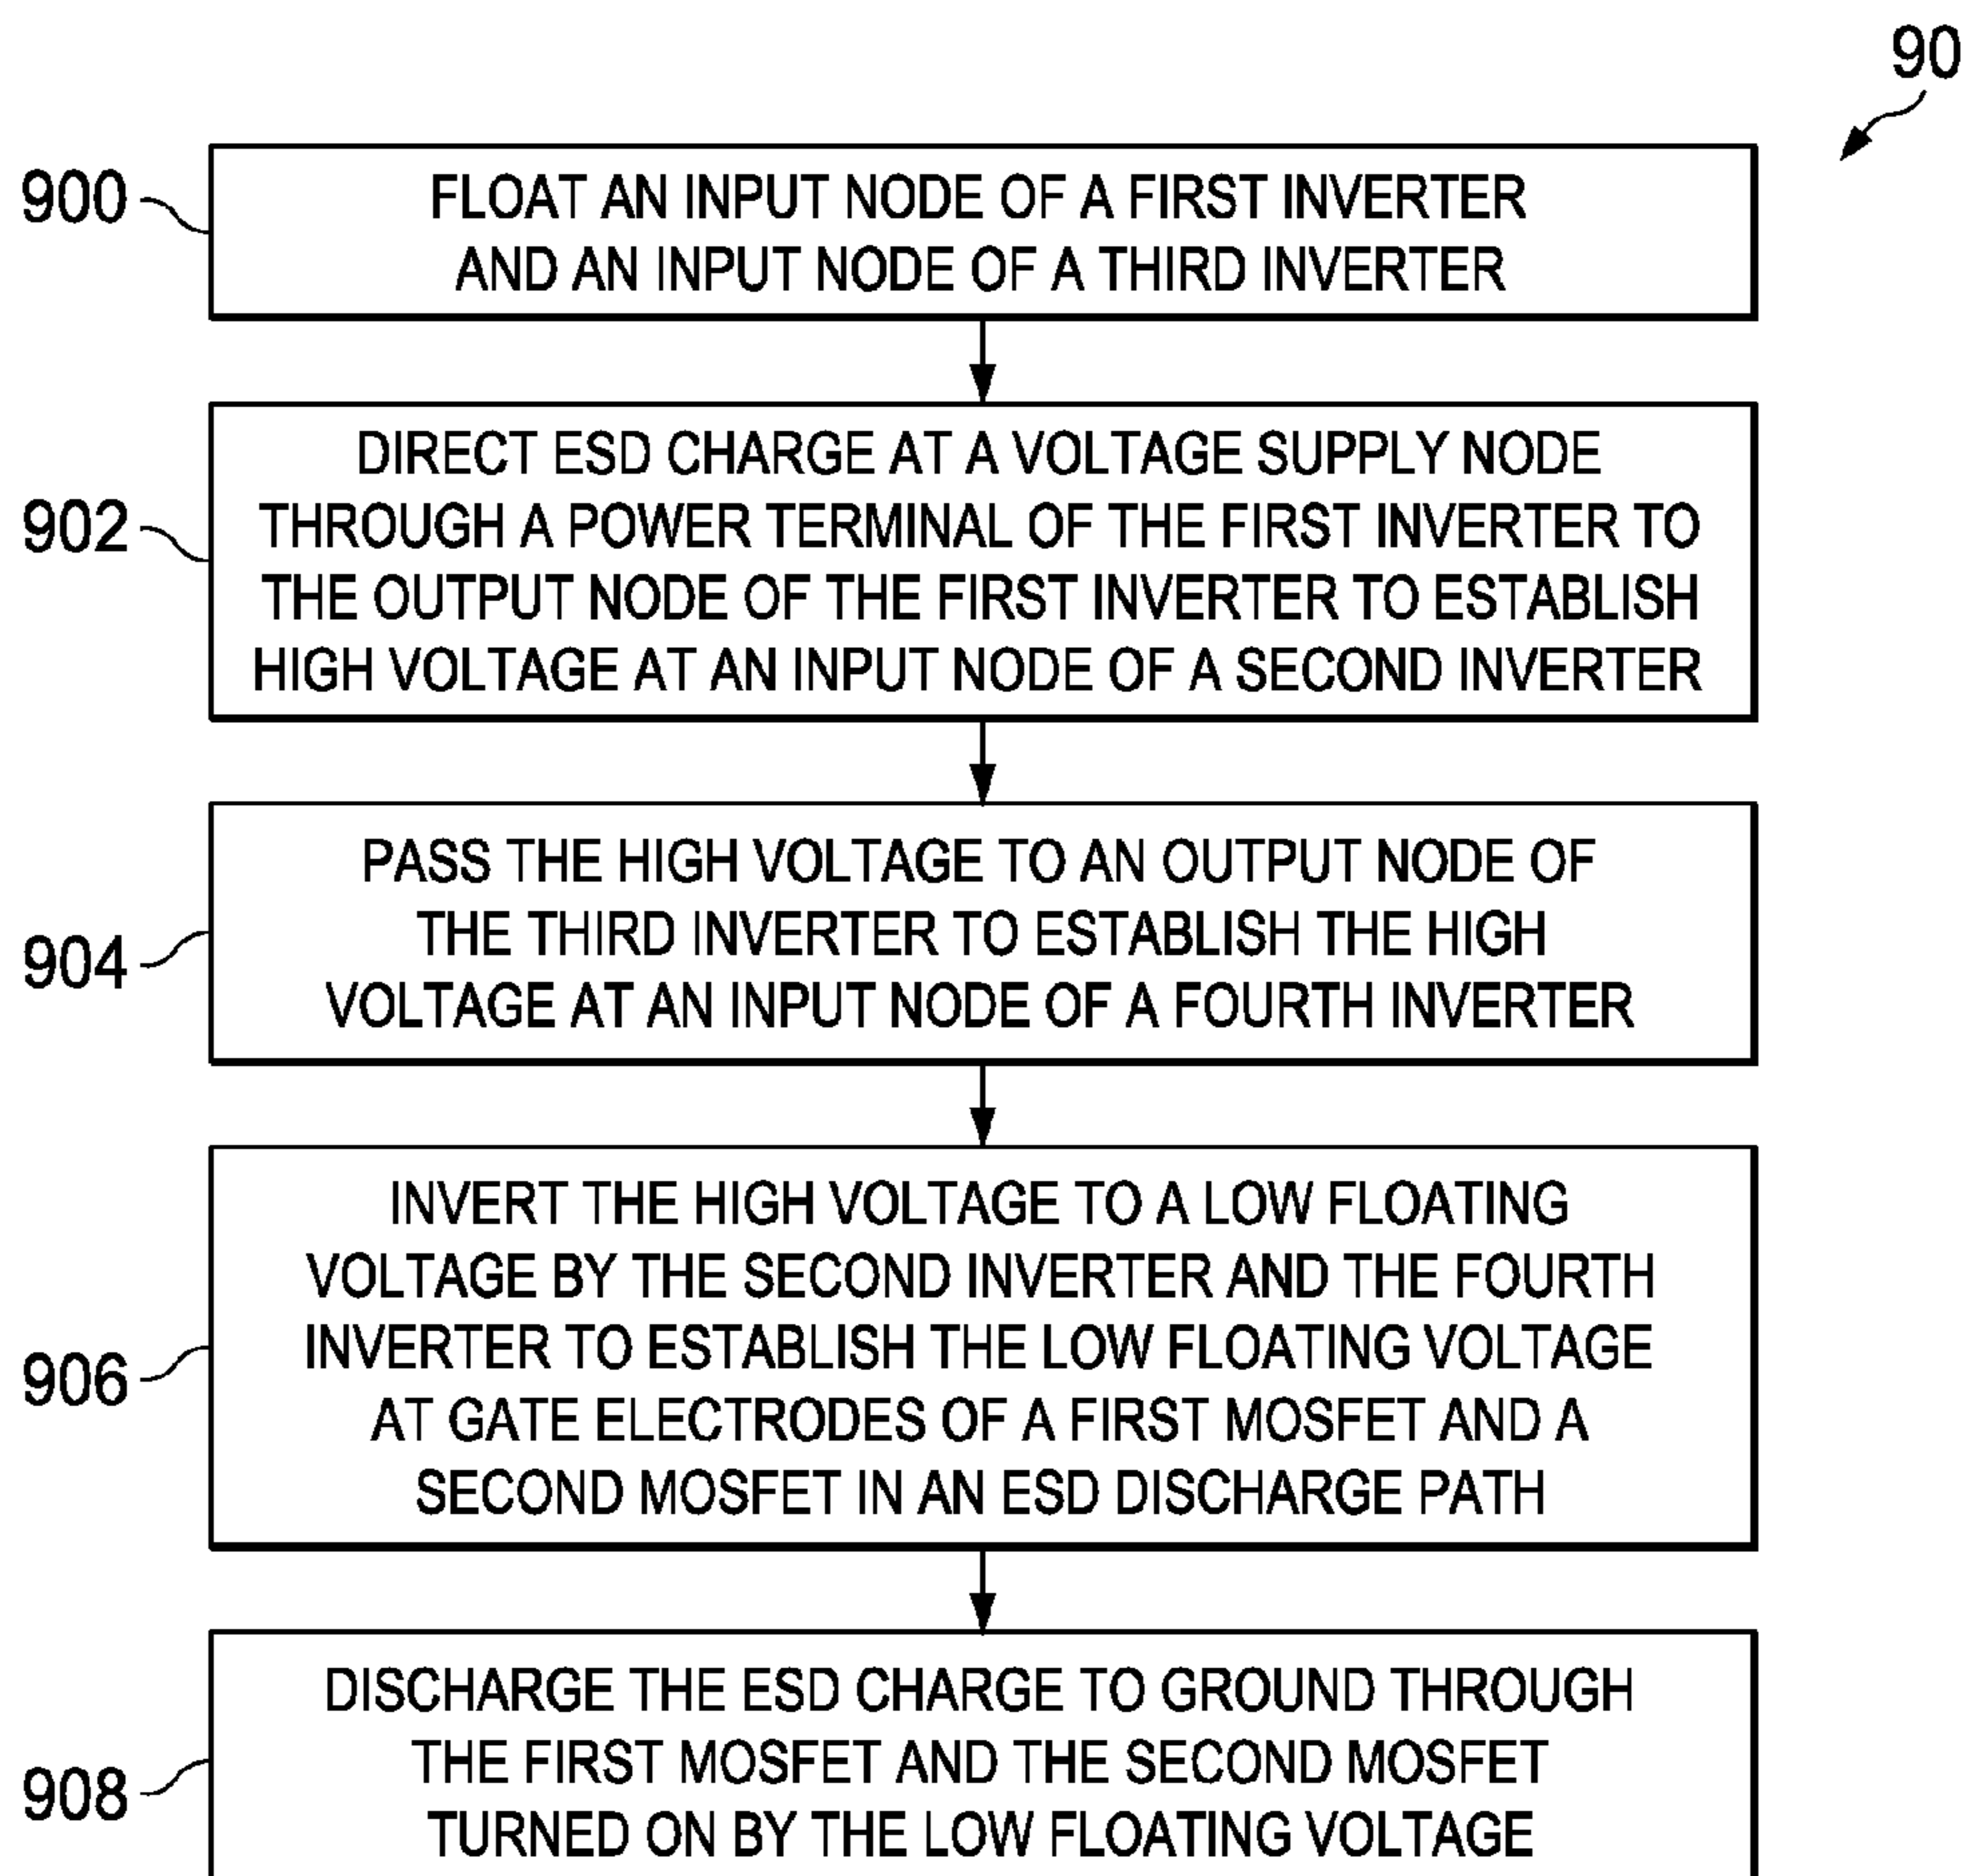 90
900
FLOAT AN INPUT NODE OF A FIRST INVERTER
AND AN INPUT NODE OF A THIRD INVERTER
902
DIRECT ESD CHARGE AT A VOLTAGE SUPPLY NODE
THROUGH A POWER TERMINAL OF THE FIRST INVERTER TO
THE OUTPUT NODE OF THE FIRST INVERTER TO ESTABLISH
HIGH VOLTAGE AT AN INPUT NODE OF A SECOND INVERTER
904
PASS THE HIGH VOLTAGE TO AN OUTPUT NODE OF
THE THIRD INVERTER TO ESTABLISH THE HIGH
VOLTAGE AT AN INPUT NODE OF A FOURTH INVERTER
906
INVERT THE HIGH VOLTAGE TO A LOW FLOATING
VOLTAGE BY THE SECOND INVERTER AND THE FOURTH
INVERTER TO ESTABLISH THE LOW FLOATING VOLTAGE
AT GATE ELECTRODES OF A FIRST MOSFET AND A
SECOND MOSFET IN AN ESD DISCHARGE PATH
908
DISCHARGE THE ESD CHARGE TO GROUND THROUGH
THE FIRST MOSFET AND THE SECOND MOSFET
TURNED ON BY THE LOW FLOATING VOLTAGE